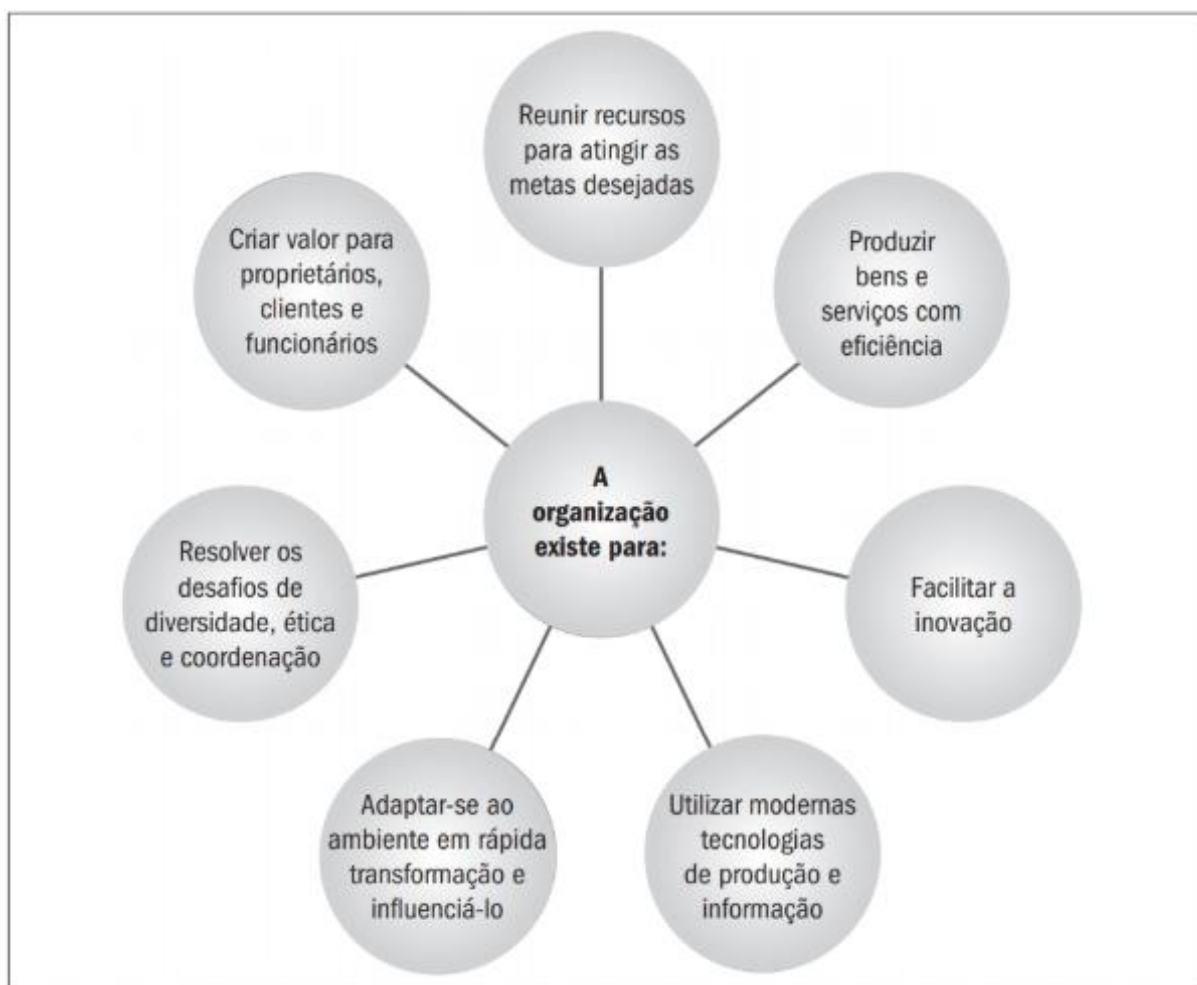 Reunir recursos
para atingir as
metas desejadas
Produzir
bens e
serviços com
eficiência
Facilitar a
inovação
Utilizar modernas
tecnologias
de produção e
informação
Adaptar-se ao
ambiente em rápida
transformação e
influenciá-lo
Resolver os
desafios de
diversidade, ética
e coordenação
Criar valor para
proprietários,
clientes e
funcionários
A
organização
existe para: